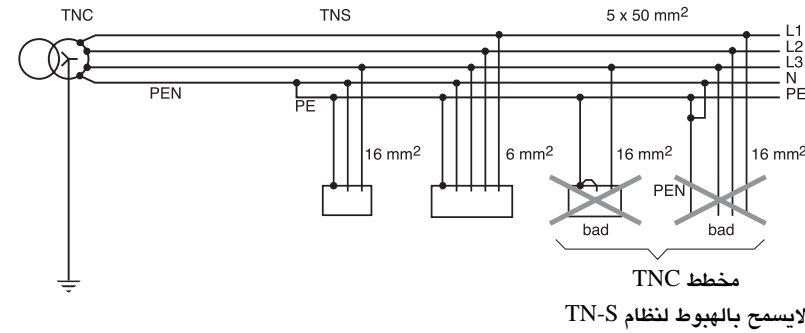 TNC TNS 5 x 50 mm2
L1
L2
L3
N
PE
PEN
PE
16 mm2 6 mm2 16 mm2 16 mm2
PEN
bad bad
مخطط TNC
لايسمح بالهبوط لنظام TN-S